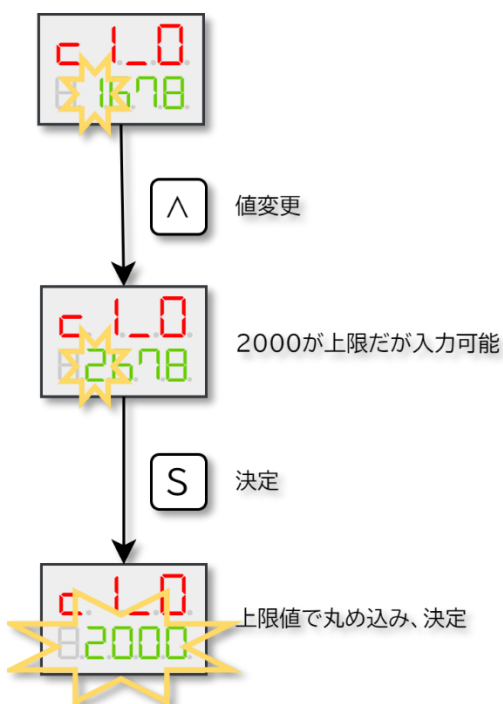 c1_0
1678
∧
値変更
c1_0
2678
2000が上限だが入力可能
S
決定
c1_0
2000
上限値で丸め込み、決定